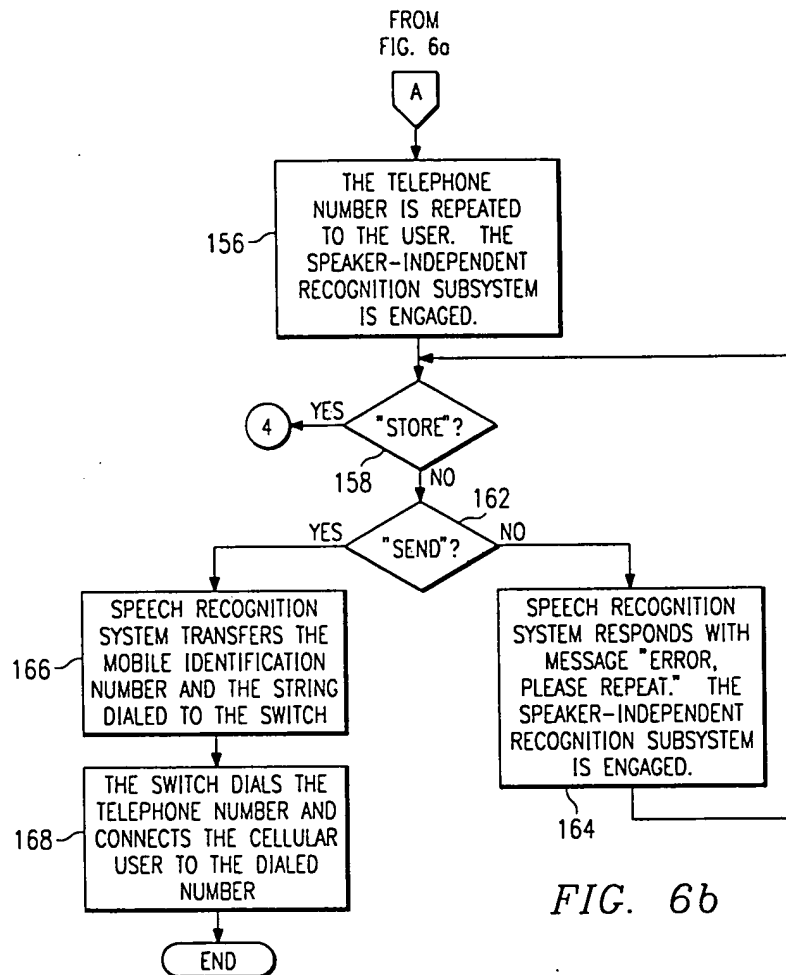 FROM
FIG. 6a
A
THE TELEPHONE
NUMBER IS REPEATED
TO THE USER. THE
SPEAKER-INDEPENDENT
RECOGNITION SUBSYSTEM
IS ENGAGED.
156
4
YES
"STORE"?
158
NO
162
YES
"SEND"?
NO
SPEECH RECOGNITION
SYSTEM TRANSFERS THE
MOBILE IDENTIFICATION
NUMBER AND THE STRING
DIALED TO THE SWITCH
166
SPEECH RECOGNITION
SYSTEM RESPONDS WITH
MESSAGE "ERROR,
PLEASE REPEAT." THE
SPEAKER-INDEPENDENT
RECOGNITION SUBSYSTEM
IS ENGAGED.
164
THE SWITCH DIALS THE
TELEPHONE NUMBER AND
CONNECTS THE CELLULAR
USER TO THE DIALED
NUMBER
168
END
FIG. 6b